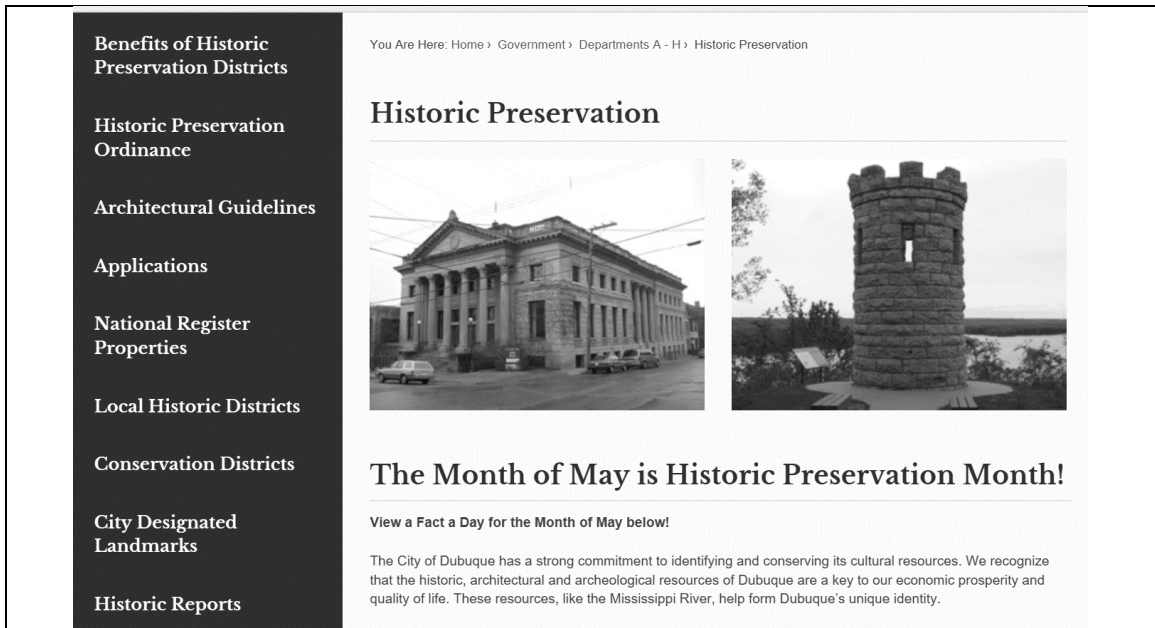 Benefits of Historic
Preservation Districts
Historic Preservation
Ordinance
Architectural Guidelines
Applications
National Register
Properties
Local Historic Districts
Conservation Districts
City Designated
Landmarks
Historic Reports
You Are Here: Home › Government › Departments A - H › Historic Preservation
Historic Preservation
The Month of May is Historic Preservation Month!
View a Fact a Day for the Month of May below!
The City of Dubuque has a strong commitment to identifying and conserving its cultural resources. We recognize
that the historic, architectural and archeological resources of Dubuque are a key to our economic prosperity and
quality of life. These resources, like the Mississippi River, help form Dubuque's unique identity.